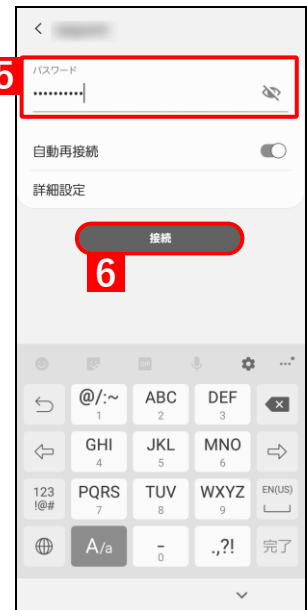 5
パスワード
••••••••••
自動再接続
詳細設定
接続
6
GIF
@/:~
1
ABC
2
DEF
3
GHI
4
JKL
5
MNO
6
123
!@#
PQRS
7
TUV
8
WXYZ
9
EN(US)
A/a
_
0
.,?!
完了